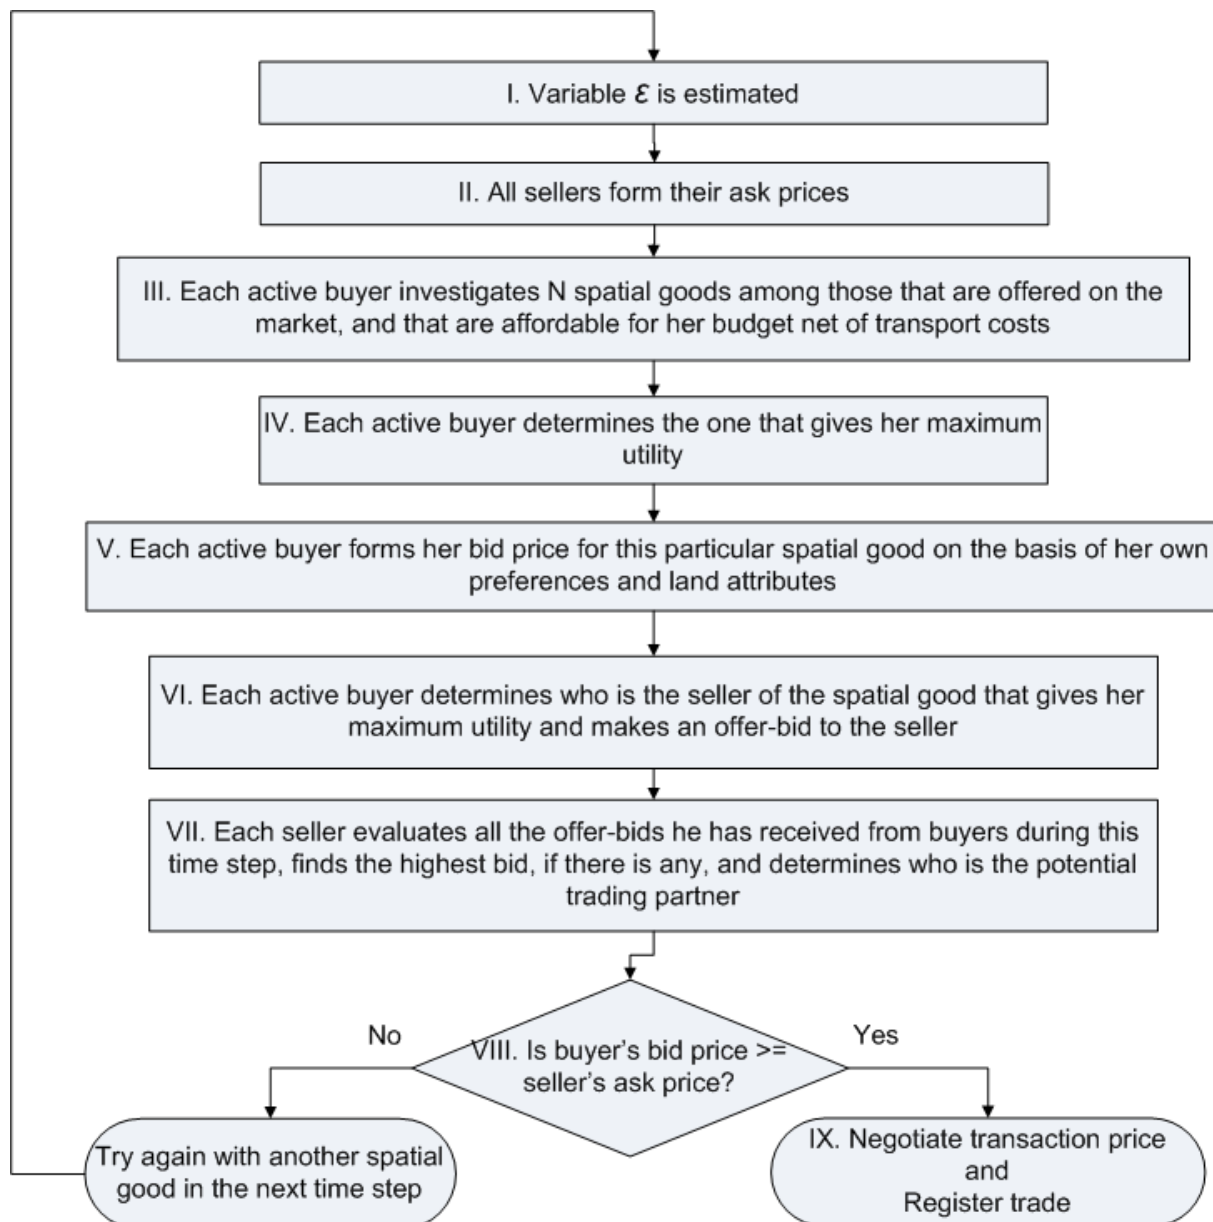 I. Variable ε is estimated
II. All sellers form their ask prices
III. Each active buyer investigates N spatial goods among those that are offered on the
market, and that are affordable for her budget net of transport costs
IV. Each active buyer determines the one that gives her maximum
utility
V. Each active buyer forms her bid price for this particular spatial good on the basis of her own
preferences and land attributes
VI. Each active buyer determines who is the seller of the spatial good that gives her
maximum utility and makes an offer-bid to the seller
VII. Each seller evaluates all the offer-bids he has received from buyers during this
time step, finds the highest bid, if there is any, and determines who is the potential
trading partner
No
Yes
VIII. Is buyer's bid price >=
seller's ask price?
Try again with another spatial
good in the next time step
IX. Negotiate transaction price
and
Register trade